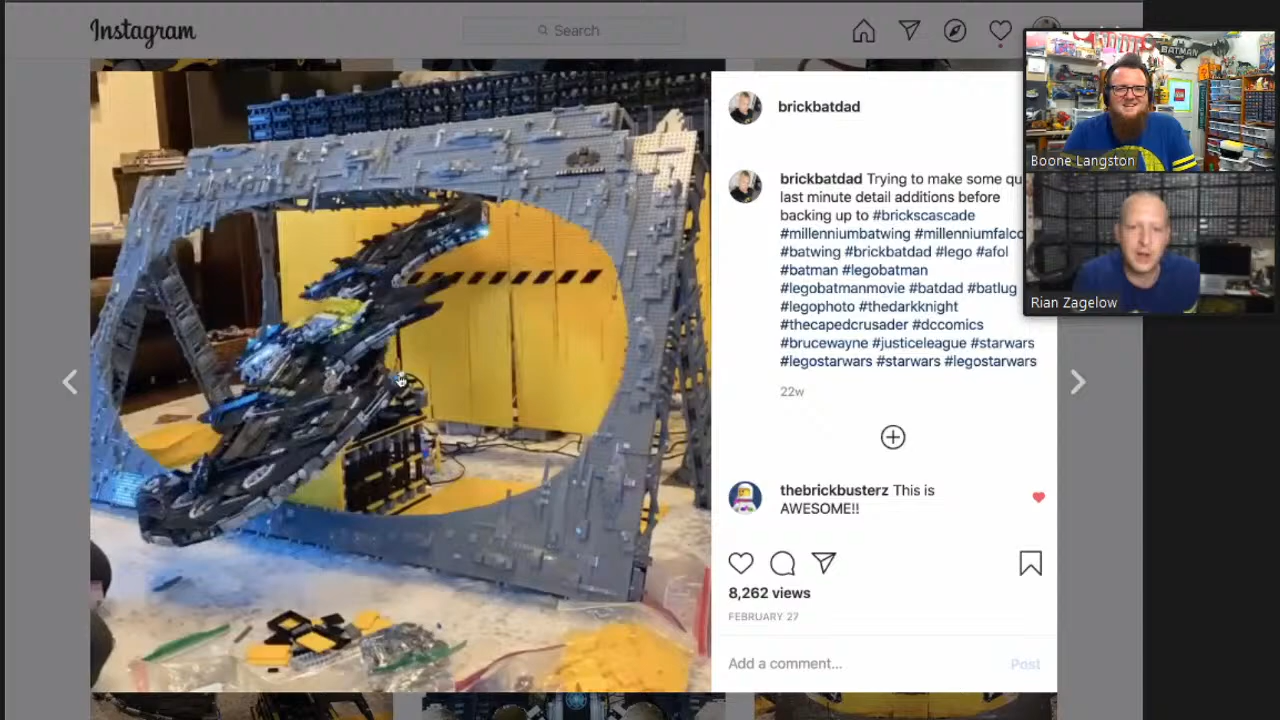 Instagram
Search
BATMAN
LEGO
Boone Langston
Rian Zagelow
brickbatdad
brickbatdad Trying to make some qu
last minute detail additions before
backing up to #brickscascade
#millenniumbatwing #millenniumfalco
#batwing #brickbatdad #lego #afol
#batman #legobatman
#legobatmanmovie #batdad #batlug
#legophoto #thedarkknight
#thecapedcrusader #dccomics
#brucewayne #justiceleague #starwars
#legostarwars #starwars #legostarwars
22w
thebrickbusterz This is
AWESOME!!
8,262 views
FEBRUARY 27
Add a comment...
Post